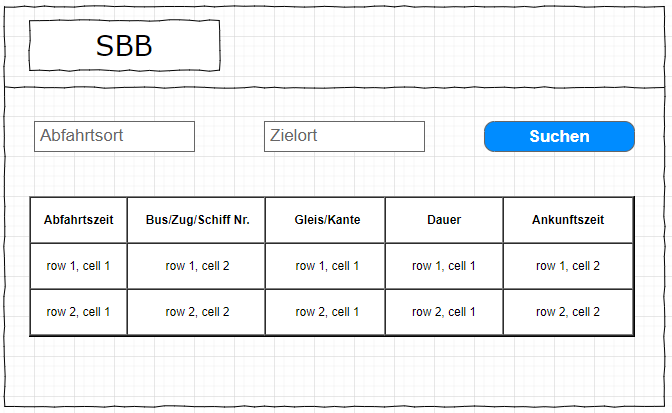 SBB
Abfahrtsort Zielort Suchen
Abfahrtszeit Bus/Zug/Schiff Nr. Gleis/Kante Dauer Ankunftszeit
row 1, cell 1 row 1, cell 2 row 1, cell 1 row 1, cell 1 row 1, cell 2
row 2, cell 1 row 2, cell 2 row 2, cell 1 row 2, cell 1 row 2, cell 2